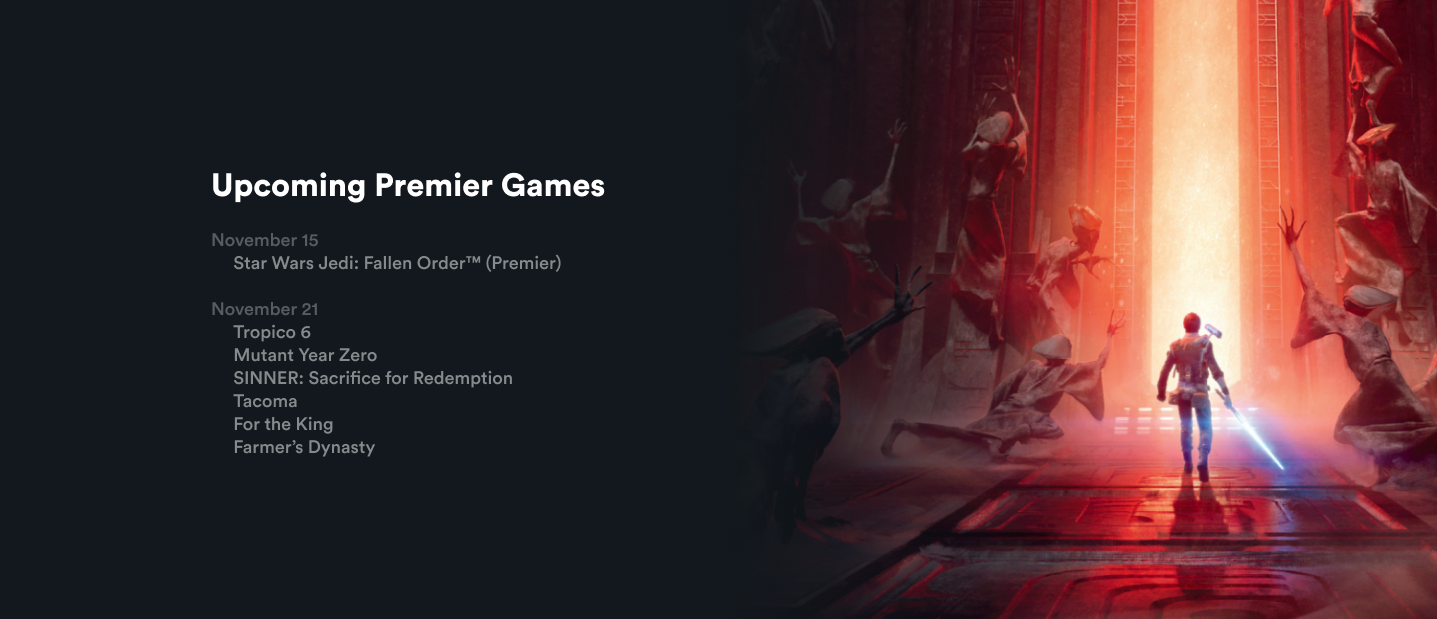 Upcoming Premier Games
November 15
Star Wars Jedi: Fallen Order™ (Premier)
November 21
Tropico 6
Mutant Year Zero
SINNER: Sacrifice for Redemption
Tacoma
For the King
Farmer’s Dynasty